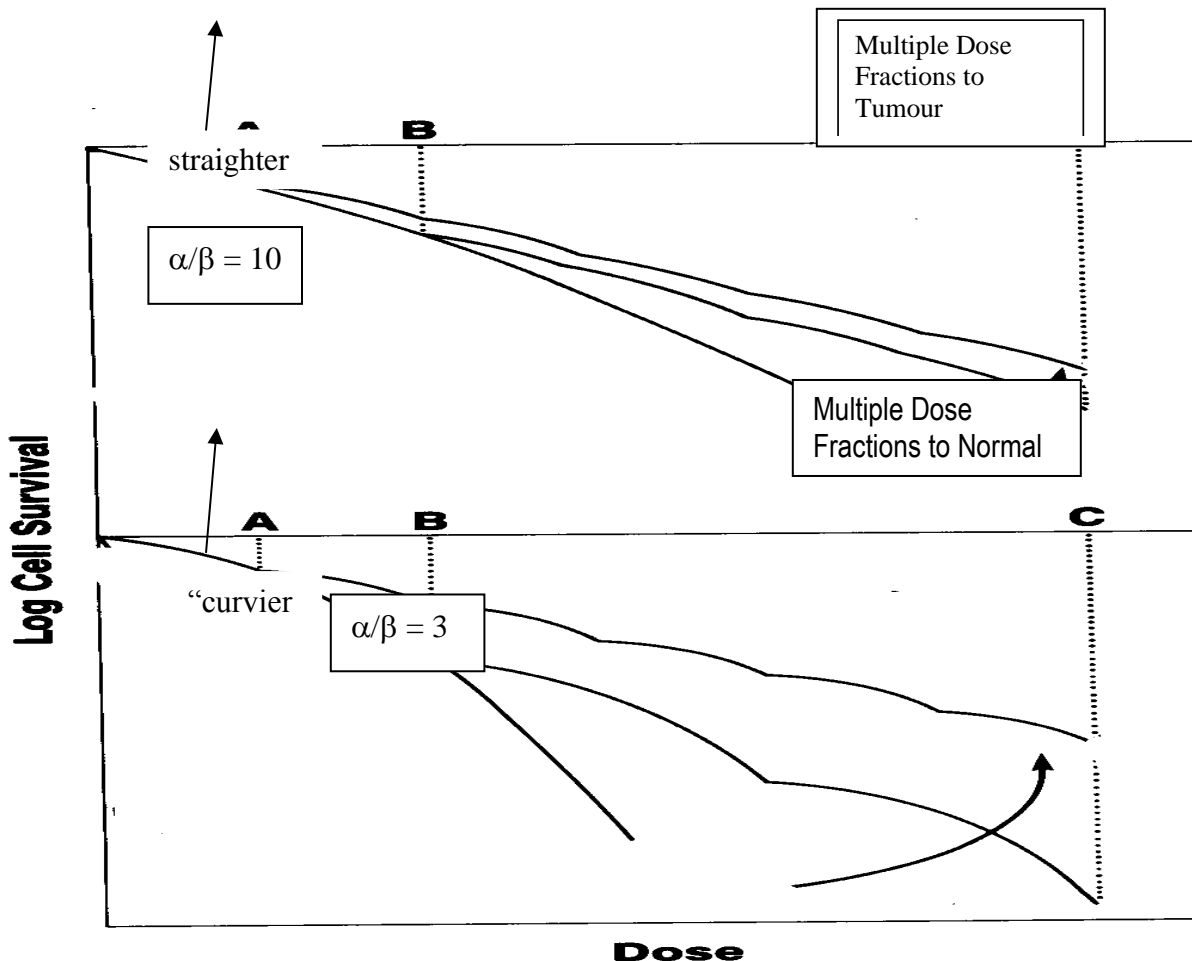 Multiple Dose
Fractions to
Tumour
B
straighter
α/β = 10
Multiple Dose
Fractions to Normal
Log Cell Survival
A
B
C
“curvier
α/β = 3
Dose